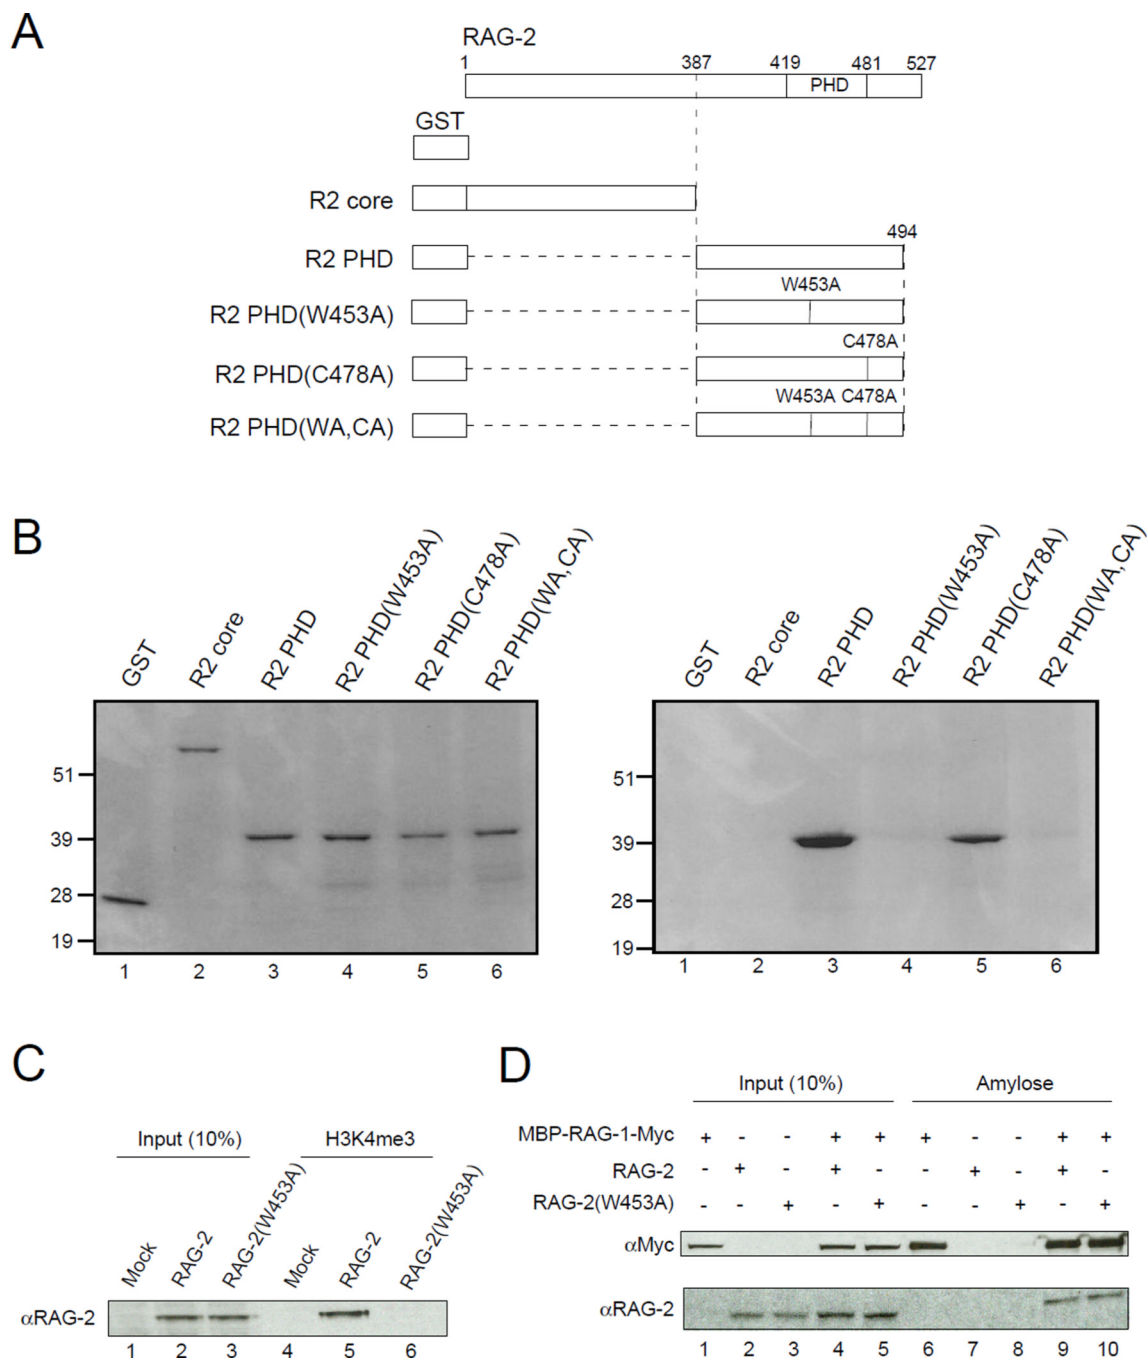 A
RAG-2
1 387 419 481 527
PHD
GST
R2 core
494
R2 PHD
W453A
R2 PHD(W453A)
C478A
R2 PHD(C478A)
W453A C478A
R2 PHD(WA,CA)
B
GST R2 core R2 PHD R2 PHD(W453A) R2 PHD(C478A) R2 PHD(WA,CA)
51
39
28
19
1 2 3 4 5 6
GST R2 core R2 PHD R2 PHD(W453A) R2 PHD(C478A) R2 PHD(WA,CA)
51
39
28
19
1 2 3 4 5 6
C
Input (10%) H3K4me3
Mock RAG-2 RAG-2(W453A) Mock RAG-2 RAG-2(W453A)
αRAG-2
1 2 3 4 5 6
D
Input (10%) Amylose
MBP-RAG-1-Myc + - - + + + - - + +
RAG-2 - + - + - - + - + -
RAG-2(W453A) - - + - + - - + - +
αMyc
αRAG-2
1 2 3 4 5 6 7 8 9 10